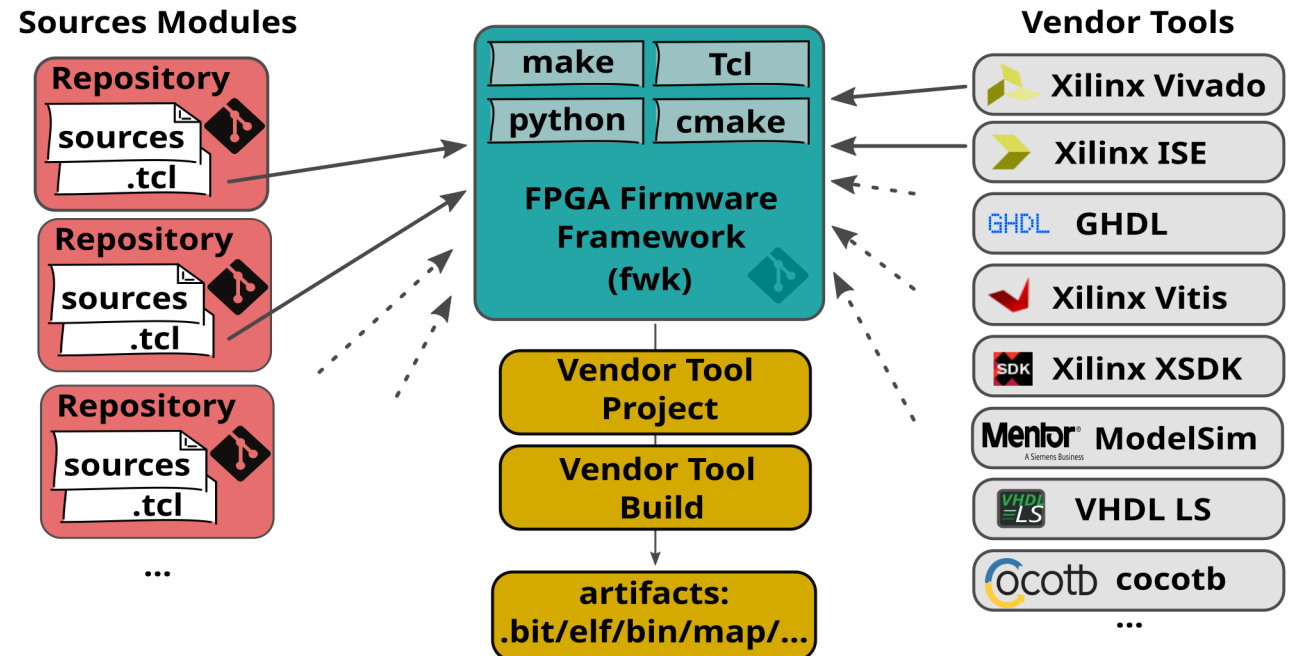 Sources Modules
Repository
sources
.tcl
Repository
sources
.tcl
Repository
sources
.tcl
...
make
Tcl
python
cmake
FPGA Firmware
Framework
(fwk)
Vendor Tool
Project
Vendor Tool
Build
artifacts:
.bit/elf/bin/map/...
Vendor Tools
Xilinx Vivado
Xilinx ISE
GHDL GHDL
Xilinx Vitis
SDK Xilinx XSDK
Mentor® ModelSim
A Siemens Business
VHDL
=LS
VHDL LS
ocotb cocotb
...